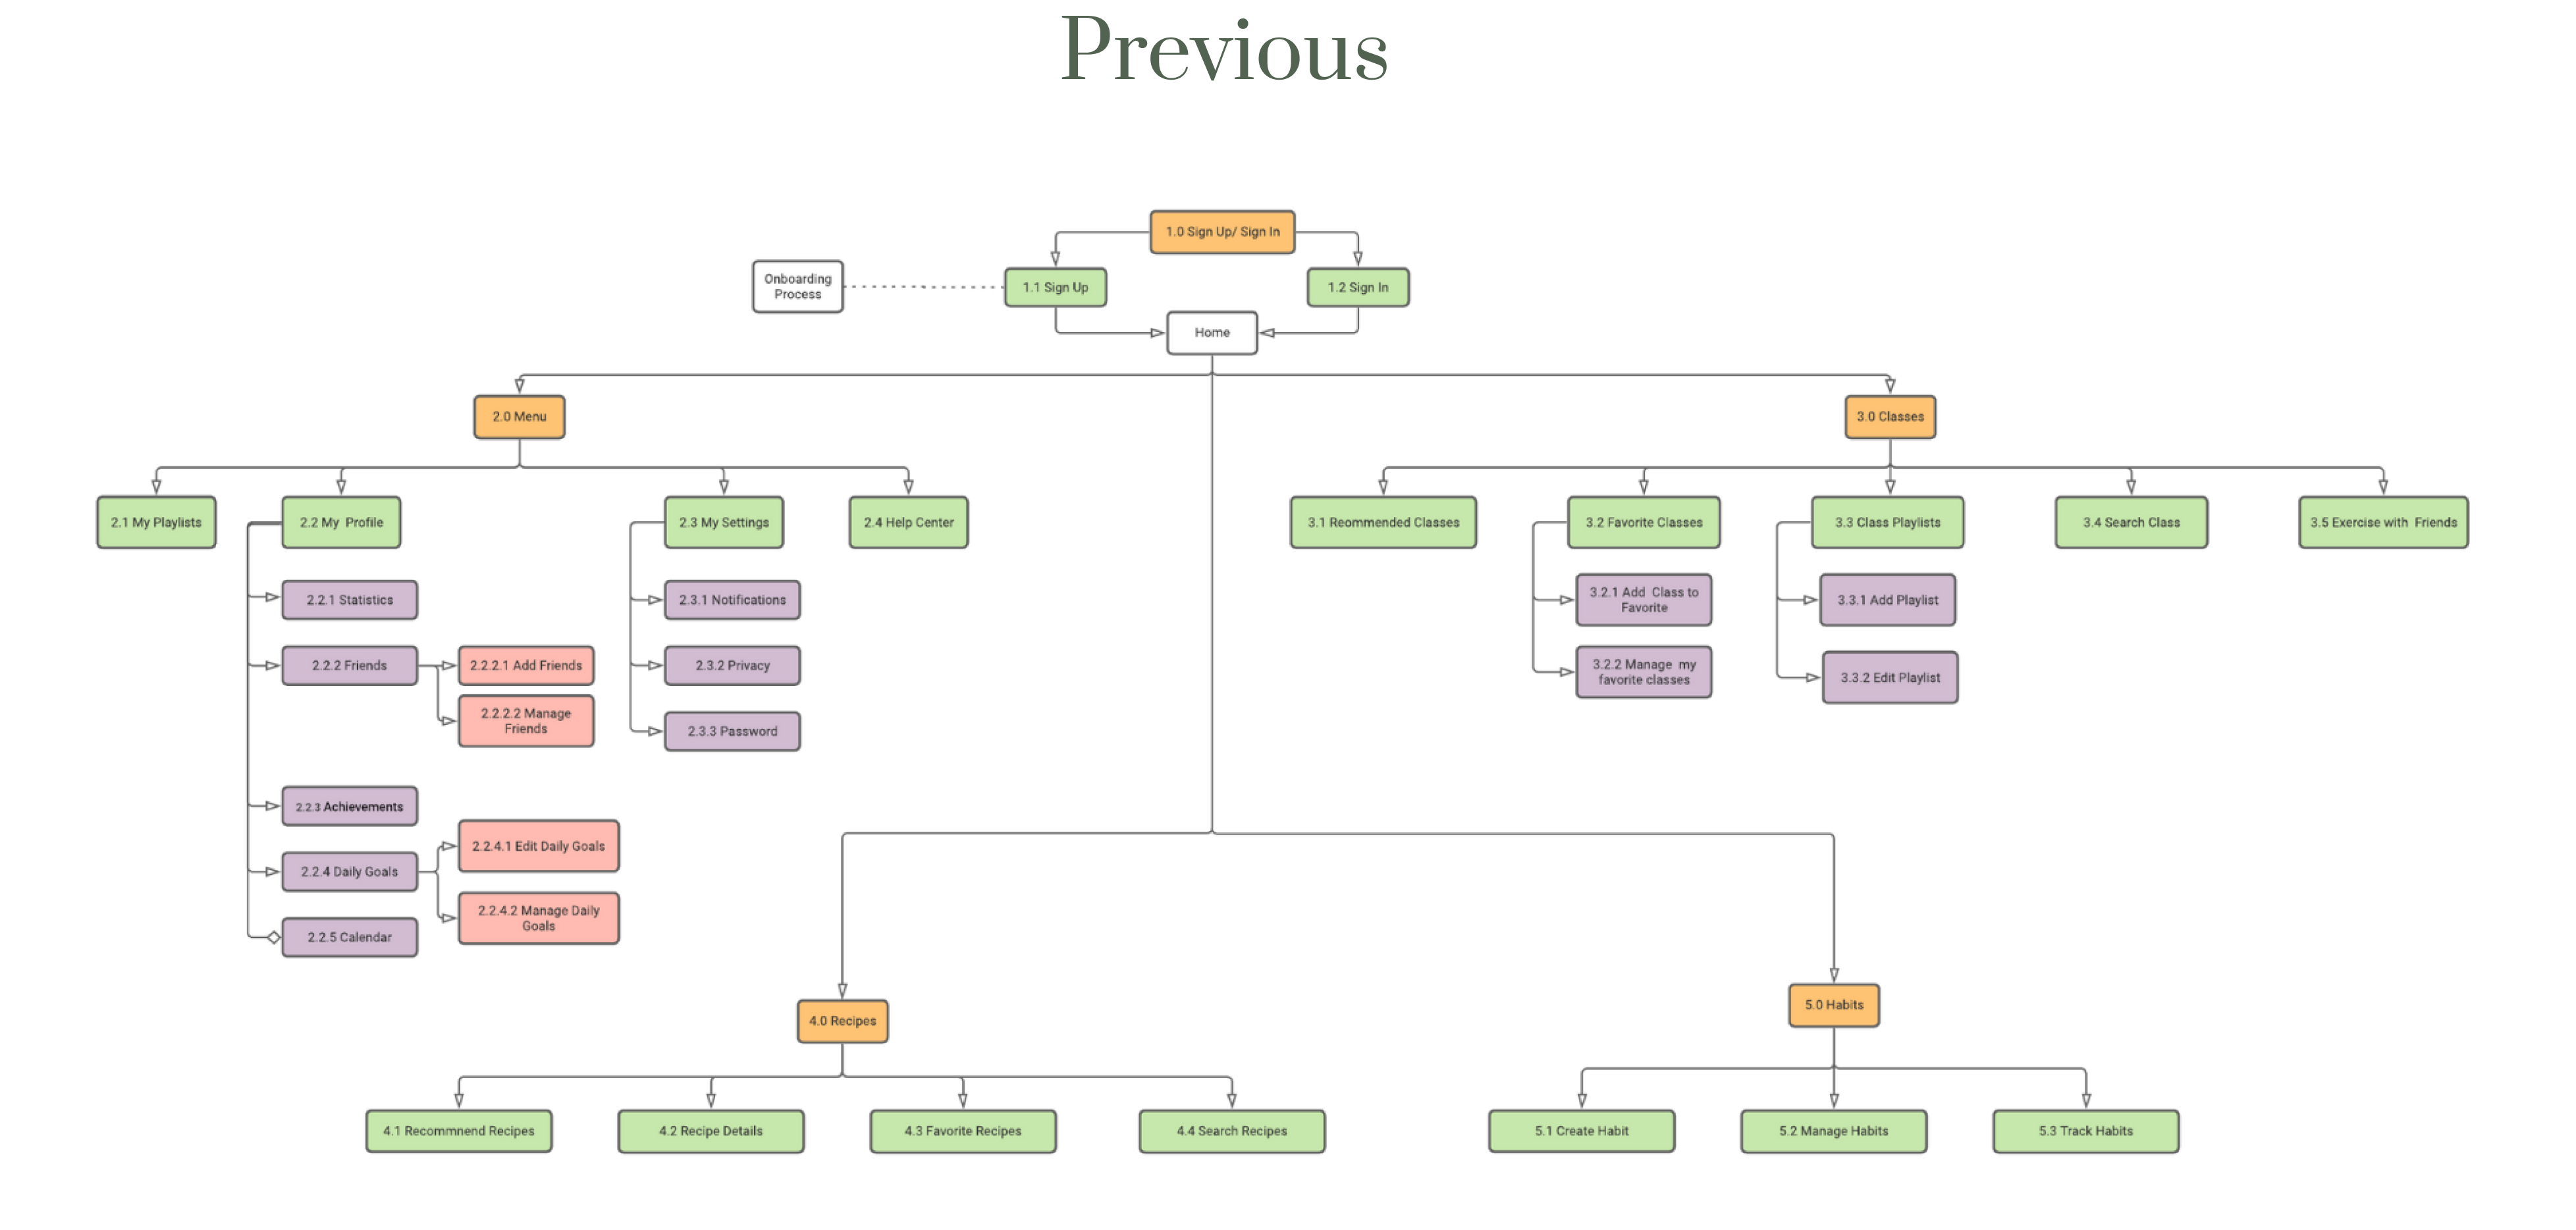 Previous
1.0 Sign Up/ Sign In
Onboarding
Process
1.1 Sign Up
1.2 Sign In
Home
2.0 Menu
3.0 Classes
2.1 My Playlists
2.2 My Profile
2.3 My Settings
2.4 Help Center
3.1 Reommended Classes
3.2 Favorite Classes
3.3 Class Playlists
3.4 Search Class
3.5 Exercise with Friends
2.2.1 Statistics
2.3.1 Notifications
3.2.1 Add Class to
Favorite
3.3.1 Add Playlist
2.2.2 Friends
2.2.2.1 Add Friends
2.3.2 Privacy
3.2.2 Manage my
favorite classes
3.3.2 Edit Playlist
2.2.2.2 Manage
Friends
2.3.3 Password
2.2.3 Achievements
2.2.4.1 Edit Daily Goals
2.2.4 Daily Goals
2.2.4.2 Manage Daily
Goals
2.2.5 Calendar
4.0 Recipes
5.0 Habits
4.1 Recommnend Recipes
4.2 Recipe Details
4.3 Favorite Recipes
4.4 Search Recipes
5.1 Create Habit
5.2 Manage Habits
5.3 Track Habits